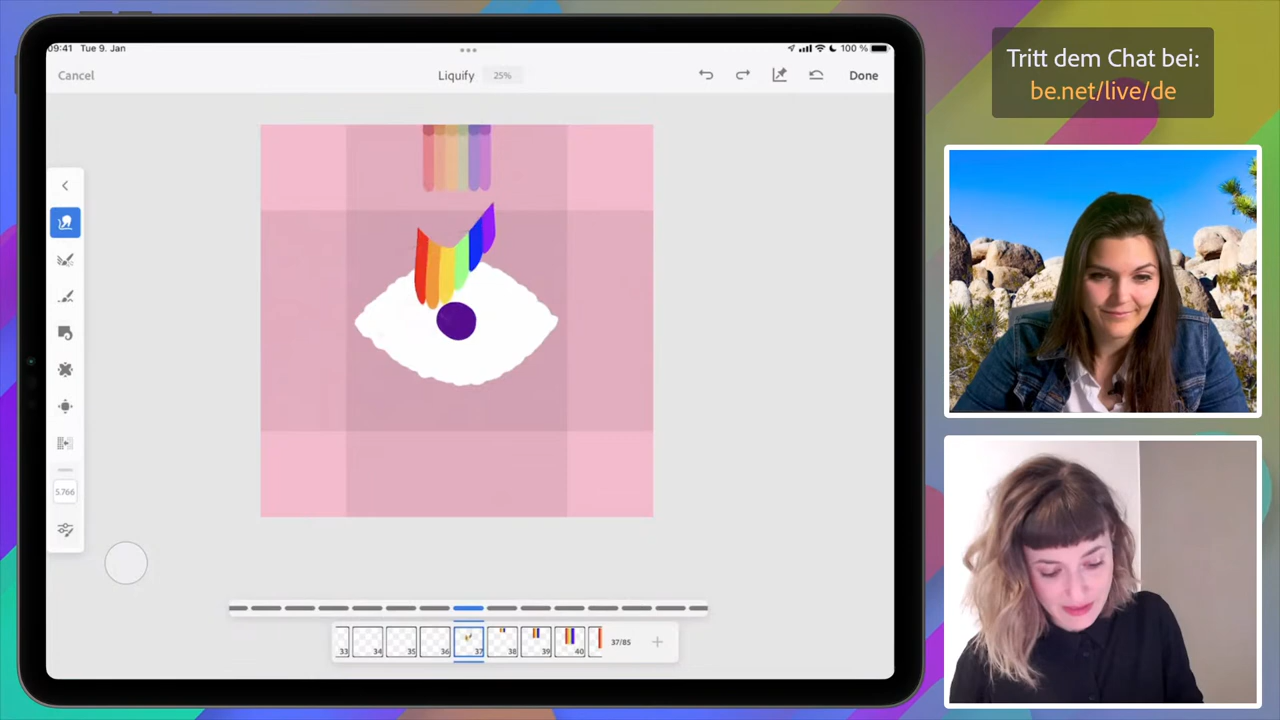 09:41 Tue 9. Jan
100 %
Cancel
Liquify
25%
Done
5.766
33
34
35
36
37
38
39
40
37/85
Tritt dem Chat bei:
be.net/live/de